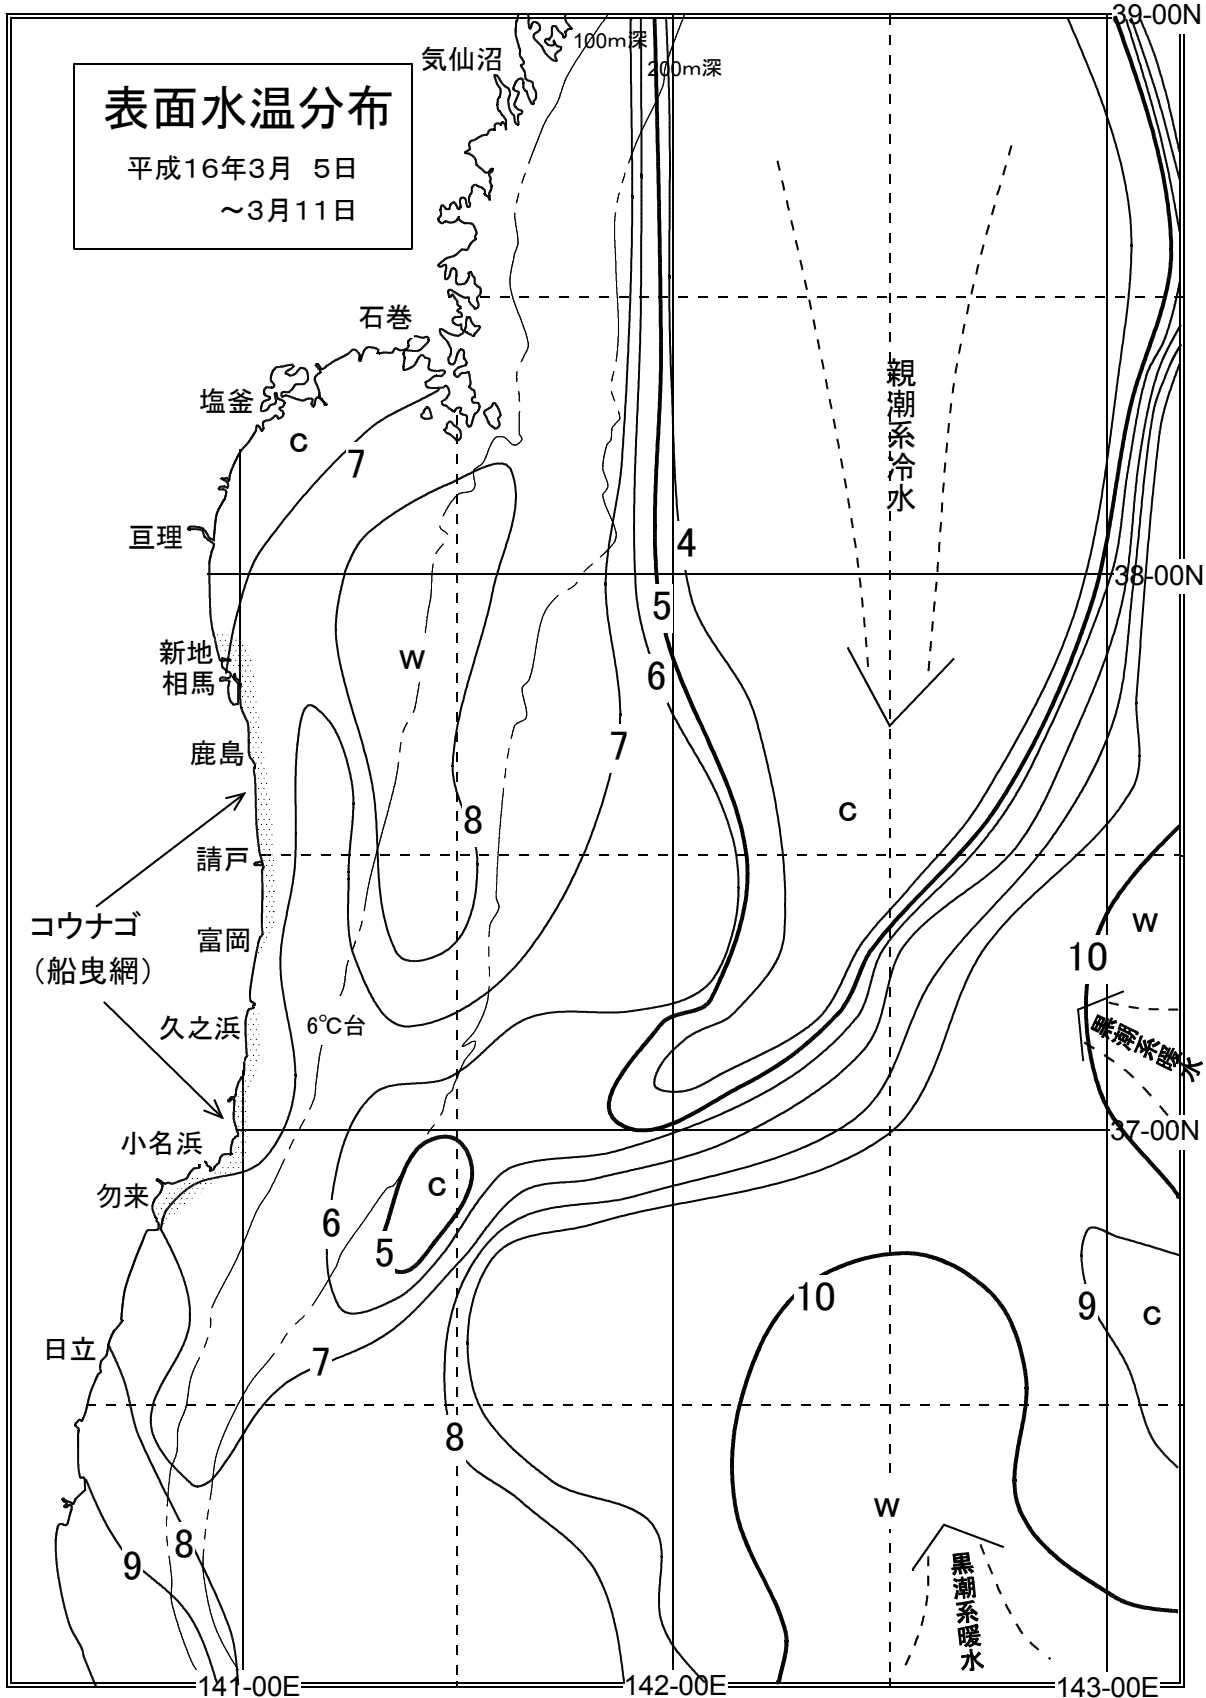 39-00N
100m深
気仙沼
200m深
表面水温分布
平成16年3月 5日
～3月11日
石巻
親潮系冷水
塩釜
C
7
亘理
4
38-00N
5
新地
W
6
相馬
7
鹿島
C
8
請戸
コウナゴ
（船曳網）
富岡
W
10
久之浜
6℃台
黒潮系暖水
小名浜
37-00N
勿来
C
6
5
10
9
C
日立
7
8
W
8
9
黒潮系暖水
141-00E
142-00E
143-00E